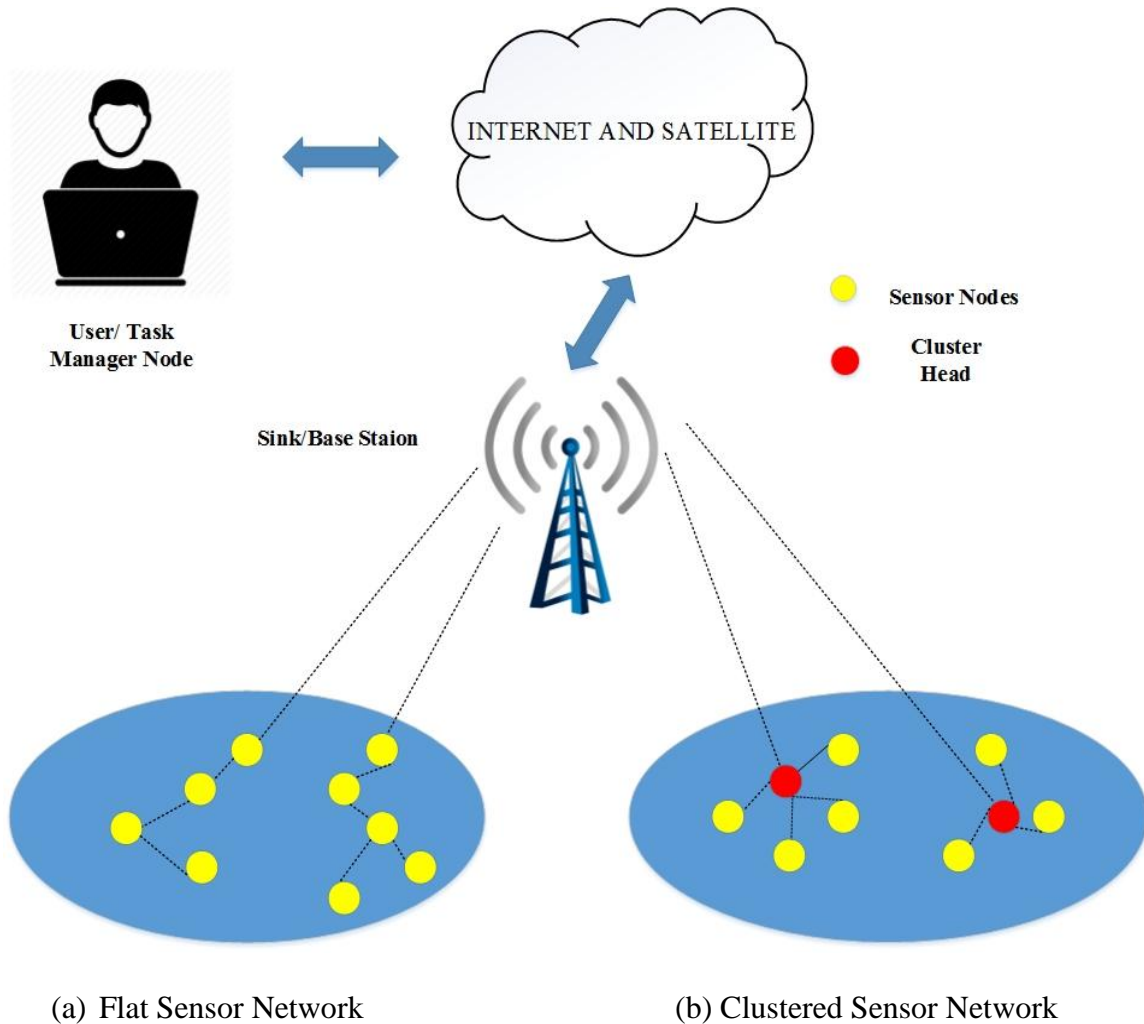 INTERNET AND SATELLITE
User/ Task
Manager Node
Sensor Nodes
Cluster
Head
Sink/Base Staion
(a) Flat Sensor Network
(b) Clustered Sensor Network